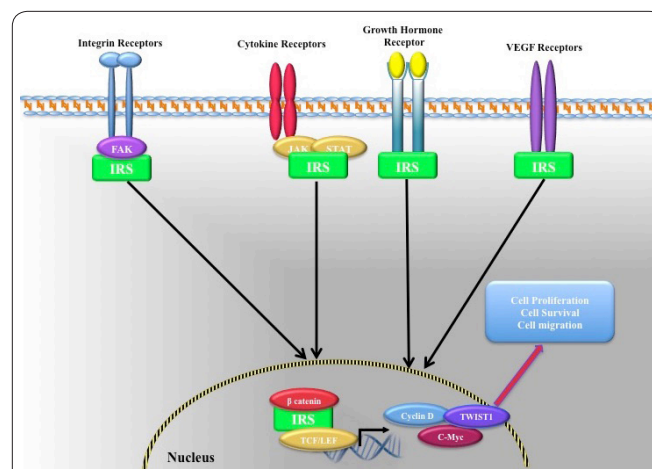 Integrin Receptors
Cytokine Receptors
Growth Hormone
Receptor
VEGF Receptors
FAK
IRS
JAK
STAT
IRS
IRS
IRS
Cell Proliferation
Cell Survival
Cell migration
β catenin
IRS
TCF/LEF
Cyclin D
TWIST1
C-Myc
Nucleus